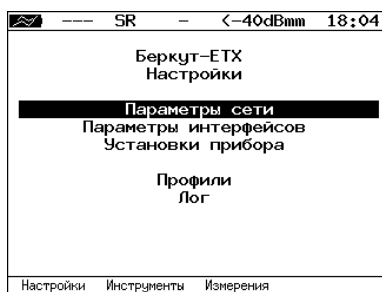 --- SR – <-40dBmm 18:04
Беркут-ETX
Настройки
Параметры сети
Параметры интерфейсов
Установки прибора
Профили
Лог
Настройки Инструменты Измерения